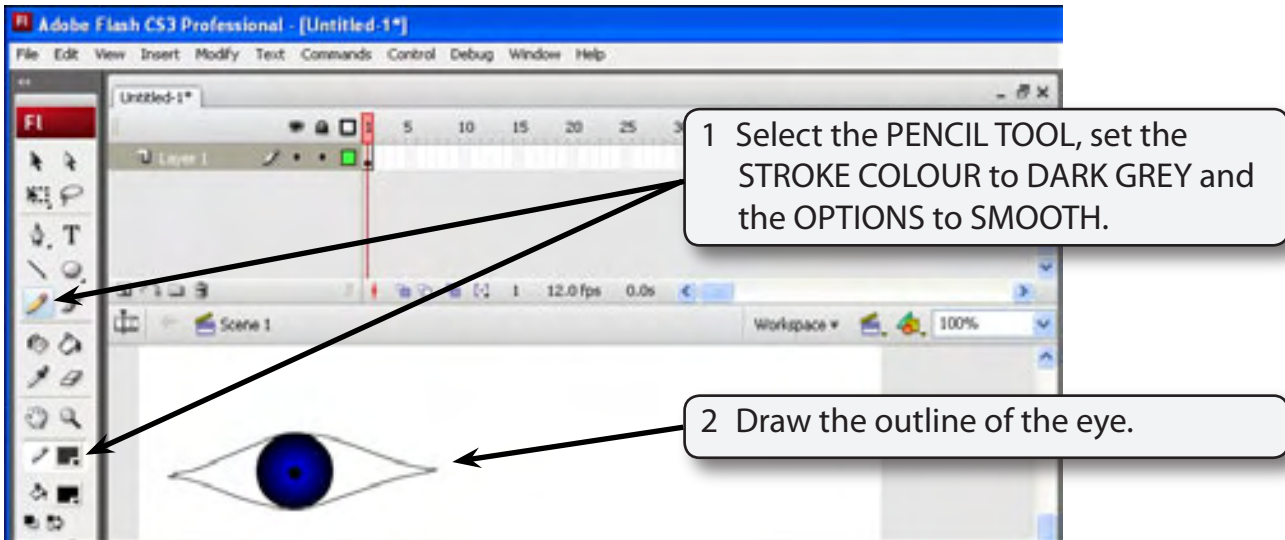 Adobe Flash CS3 Professional - [Untitled-1*]
File Edit View Insert Modify Text Commands Control Debug Window Help
Untitled-1*
Fl
1 5 10 15 20 25
Layer 1
1 Select the PENCIL TOOL, set the
STROKE COLOUR to DARK GREY and
the OPTIONS to SMOOTH.
T
1 12.0 fps 0.0s
Scene 1 Workspace 100%
2 Draw the outline of the eye.